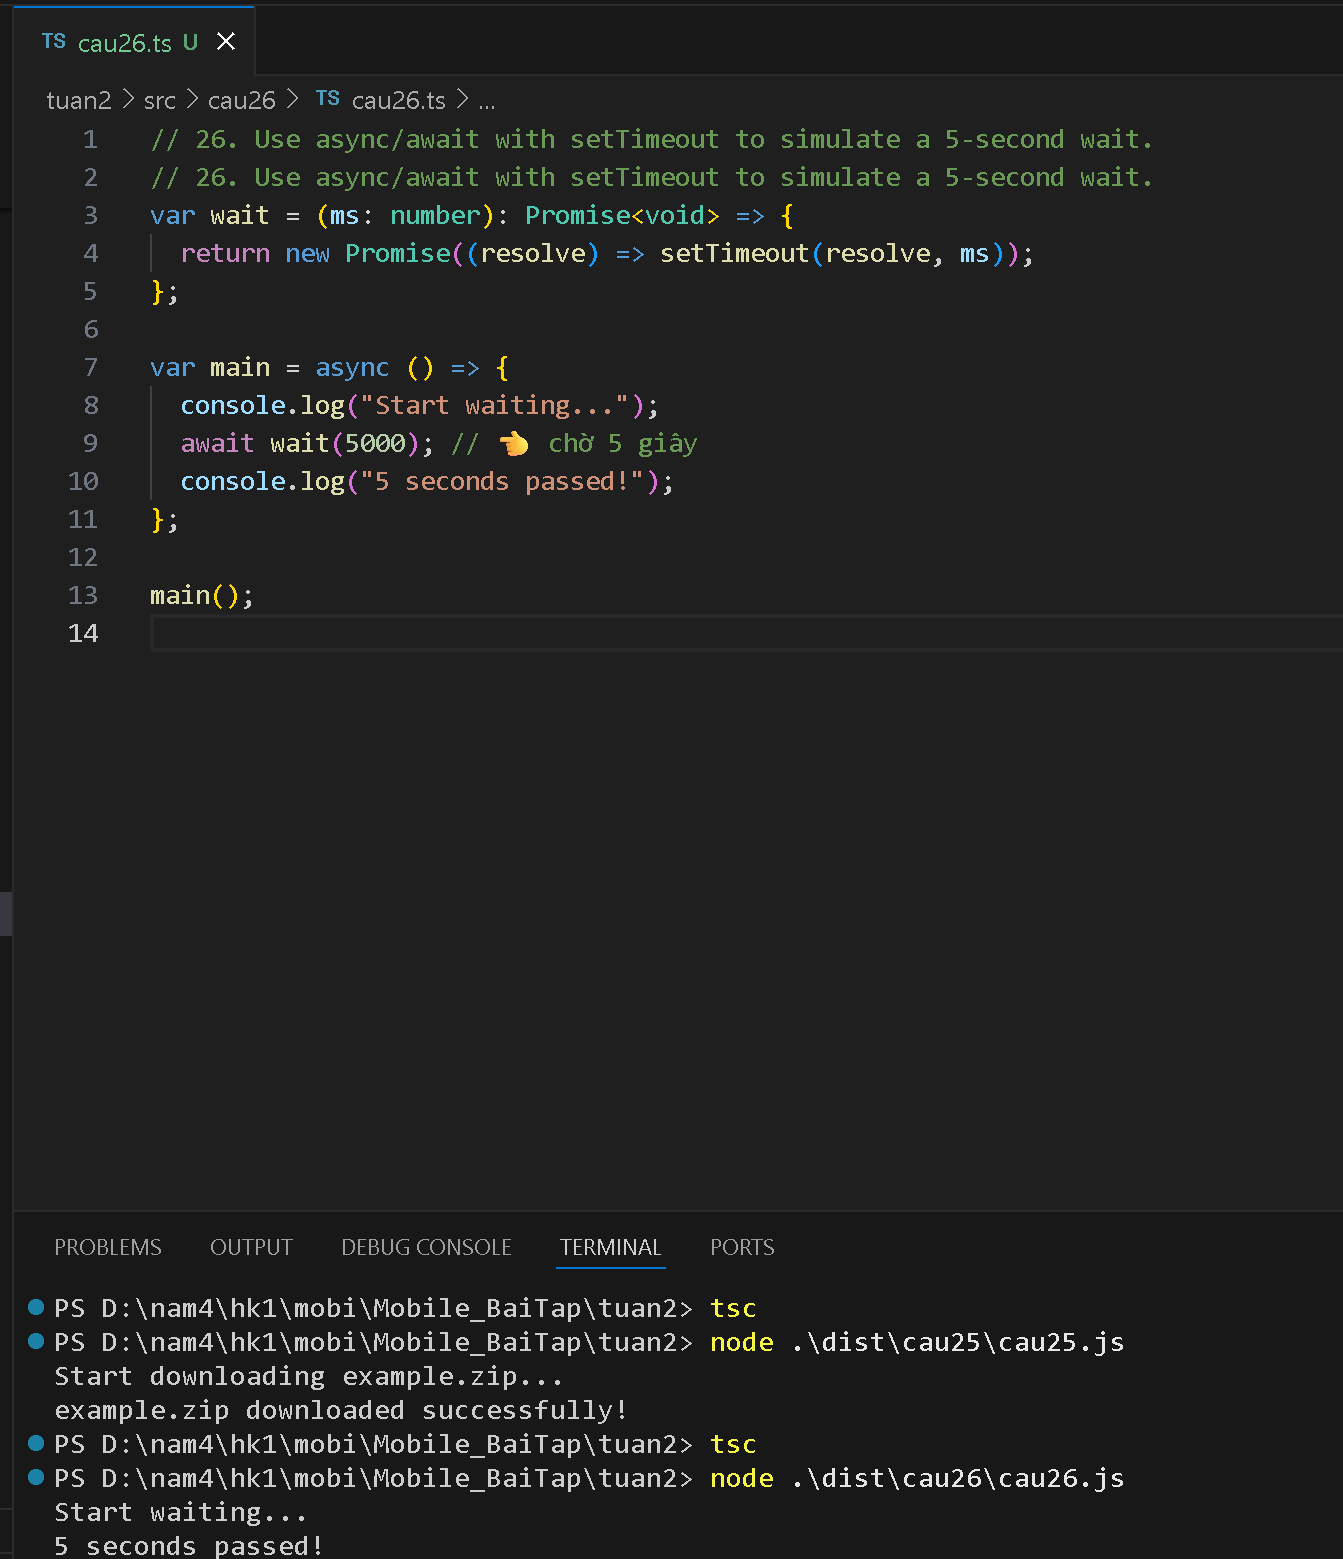 TS cau26.ts U ×
tuan2 > src > cau26 > TS cau26.ts > ...
1 // 26. Use async/await with setTimeout to simulate a 5-second wait.
2 // 26. Use async/await with setTimeout to simulate a 5-second wait.
3 var wait = (ms: number): Promise<void> => {
4 return new Promise((resolve) => setTimeout(resolve, ms));
5 };
6
7 var main = async () => {
8 console.log("Start waiting...");
9 await wait(5000); // 👈 chờ 5 giây
10 console.log("5 seconds passed!");
11 };
12
13 main();
14
PROBLEMS OUTPUT DEBUG CONSOLE TERMINAL PORTS
PS D:\nam4\hk1\mobi\Mobile_BaiTap\tuan2> tsc
PS D:\nam4\hk1\mobi\Mobile_BaiTap\tuan2> node .\dist\cau25\cau25.js
Start downloading example.zip...
example.zip downloaded successfully!
PS D:\nam4\hk1\mobi\Mobile_BaiTap\tuan2> tsc
PS D:\nam4\hk1\mobi\Mobile_BaiTap\tuan2> node .\dist\cau26\cau26.js
Start waiting...
5 seconds passed!